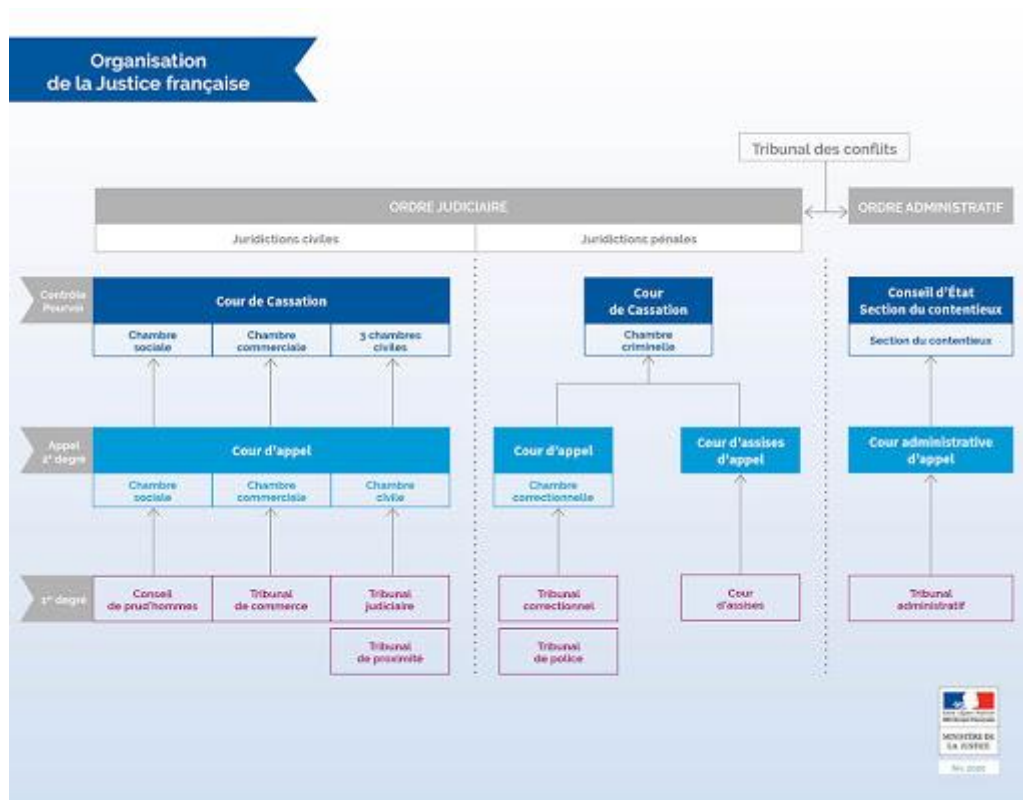 Organisation
de la Justice française
Tribunal des conflits
ORDRE JUDICIAIRE
ORDRE ADMINISTRATIF
Juridictions civiles
Juridictions pénales
Contrôle
Pourvoi
Cour de Cassation
Chambre
sociale
Chambre
commerciale
3 chambres
civiles
Cour
de Cassation
Chambre
criminelle
Conseil d'État
Section du contentieux
Section du contentieux
Appel
2e degré
Cour d'appel
Chambre
sociale
Chambre
commerciale
Chambre
civile
Cour d'appel
Chambre
correctionnelle
Cour d'assises
d'appel
Cour administrative
d'appel
1er degré
Conseil
de prud'hommes
Tribunal
de commerce
Tribunal
judiciaire
Tribunal
de proximité
Tribunal
correctionnel
Tribunal
de police
Cour
d'assises
Tribunal
administratif
MINISTÈRE DE
LA JUSTICE